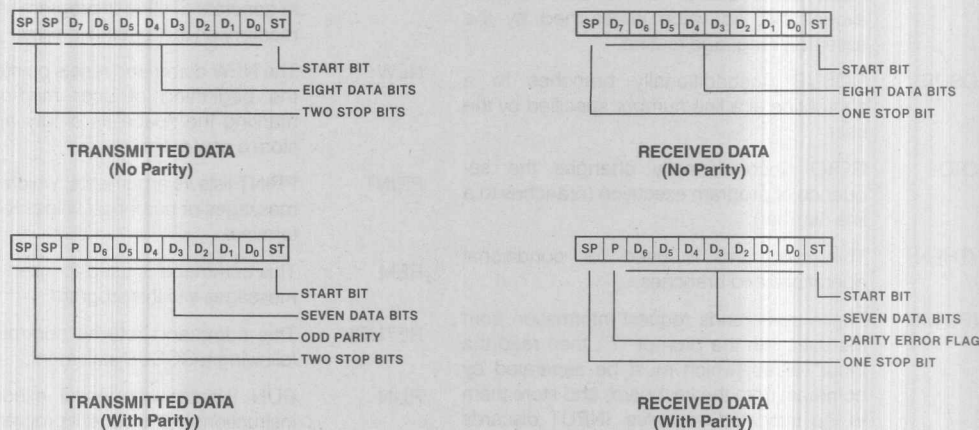 SP SP D7 D6 D5 D4 D3 D2 D1 D0 ST
START BIT
EIGHT DATA BITS
TWO STOP BITS
TRANSMITTED DATA
(No Parity)
SP D7 D6 D5 D4 D3 D2 D1 D0 ST
START BIT
EIGHT DATA BITS
ONE STOP BIT
RECEIVED DATA
(No Parity)
SP SP P D6 D5 D4 D3 D2 D1 D0 ST
START BIT
SEVEN DATA BITS
ODD PARITY
TWO STOP BITS
TRANSMITTED DATA
(With Parity)
SP P D6 D5 D4 D3 D2 D1 D0 ST
START BIT
SEVEN DATA BITS
PARITY ERROR FLAG
ONE STOP BIT
RECEIVED DATA
(With Parity)